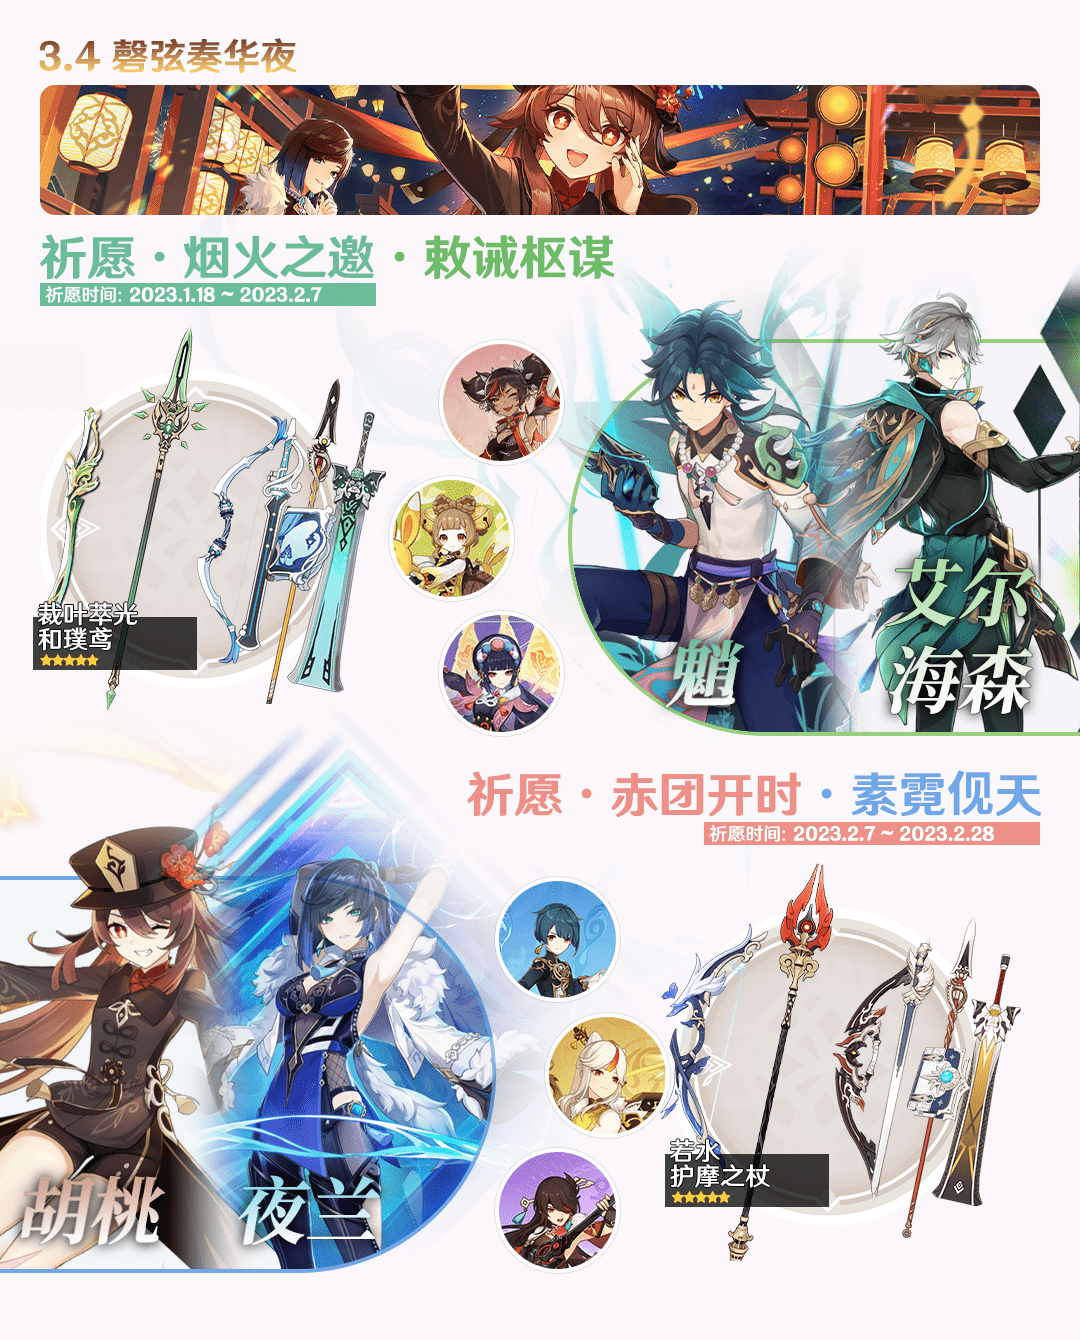 3.4 磬弦奏华夜
祈愿·烟火之邀·敕诫枢谋
祈愿时间: 2023.1.18 ~ 2023.2.7
裁叶萃光
和璞鸢
魈
艾尔
海森
祈愿·赤团开时·素霓伣天
祈愿时间: 2023.2.7 ~ 2023.2.28
胡桃
夜兰
若水
护摩之杖